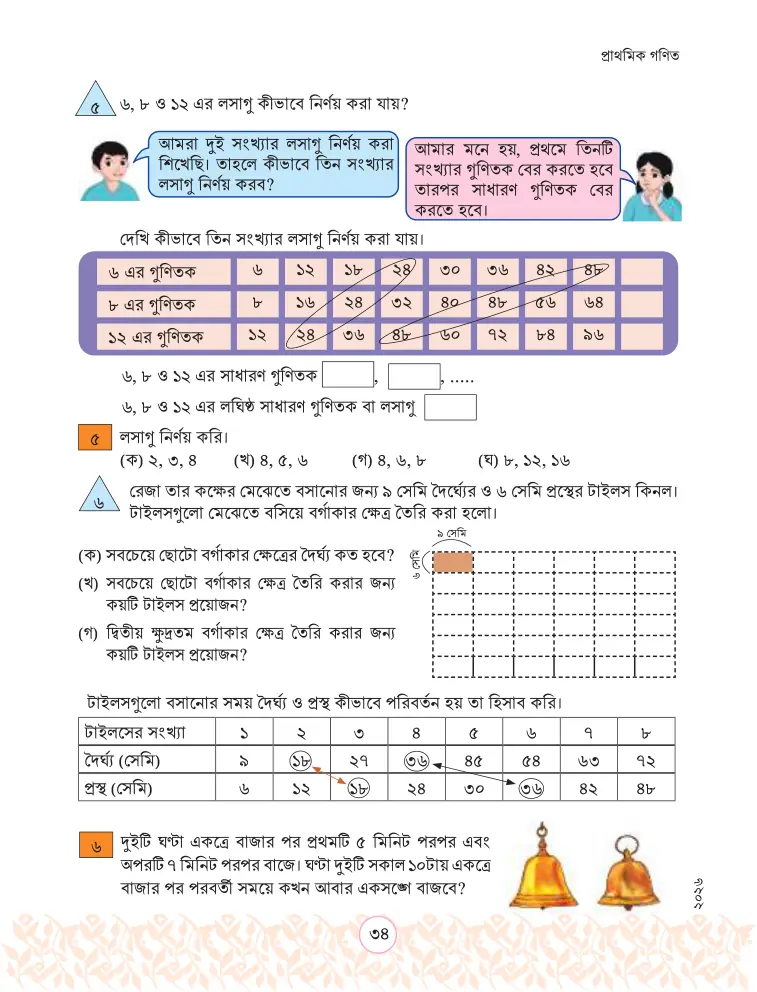 প্রাথমিক গণিত
৫
৬, ৮ ও ১২ এর লসাগু কীভাবে নির্ণয় করা যায়?
আমরা দুই সংখ্যার লসাগু নির্ণয় করা
শিখেছি। তাহলে কীভাবে তিন সংখ্যার
লসাগু নির্ণয় করব?
আমার মনে হয়, প্রথমে তিনটি
সংখ্যার গুণিতক বের করতে হবে
তারপর সাধারণ গুণিতক বের
করতে হবে।
দেখি কীভাবে তিন সংখ্যার লসাগু নির্ণয় করা যায়।
৬ এর গুণিতক ৬ ১২ ১৮ ২৪ ৩০ ৩৬ ৪২ ৪৮
৮ এর গুণিতক ৮ ১৬ ২৪ ৩২ ৪০ ৪৮ ৫৬ ৬৪
১২ এর গুণিতক ১২ ২৪ ৩৬ ৪৮ ৬০ ৭২ ৮৪ ৯৬
৬, ৮ ও ১২ এর সাধারণ গুণিতক , , .....
৬, ৮ ও ১২ এর লঘিষ্ঠ সাধারণ গুণিতক বা লসাগু
৫ লসাগু নির্ণয় করি।
(ক) ২, ৩, ৪ (খ) ৪, ৫, ৬ (গ) ৪, ৬, ৮ (ঘ) ৮, ১২, ১৬
৬
রেজা তার কক্ষের মেঝেতে বসানোর জন্য ৯ সেমি দৈর্ঘ্যের ও ৬ সেমি প্রস্থের টাইলস কিনল।
টাইলসগুলো মেঝেতে বসিয়ে বর্গাকার ক্ষেত্র তৈরি করা হলো।
(ক) সবচেয়ে ছোটো বর্গাকার ক্ষেত্রের দৈর্ঘ্য কত হবে?
(খ) সবচেয়ে ছোটো বর্গাকার ক্ষেত্র তৈরি করার জন্য
কয়টি টাইলস প্রয়োজন?
(গ) দ্বিতীয় ক্ষুদ্রতম বর্গাকার ক্ষেত্র তৈরি করার জন্য
কয়টি টাইলস প্রয়োজন?
৯ সেমি
৬ সেমি
টাইলসগুলো বসানোর সময় দৈর্ঘ্য ও প্রস্থ কীভাবে পরিবর্তন হয় তা হিসাব করি।
টাইলসের সংখ্যা ১ ২ ৩ ৪ ৫ ৬ ৭ ৮
দৈর্ঘ্য (সেমি) ৯ ১৮ ২৭ ৩৬ ৪৫ ৫৪ ৬৩ ৭২
প্রস্থ (সেমি) ৬ ১২ ১৮ ২৪ ৩০ ৩৬ ৪২ ৪৮
৬
দুইটি ঘণ্টা একত্রে বাজার পর প্রথমটি ৫ মিনিট পরপর এবং
অপরটি ৭ মিনিট পরপর বাজে। ঘণ্টা দুইটি সকাল ১০টায় একত্রে
বাজার পর পরবর্তী সময়ে কখন আবার একসঙ্গে বাজবে?
২০২৬
৩৪